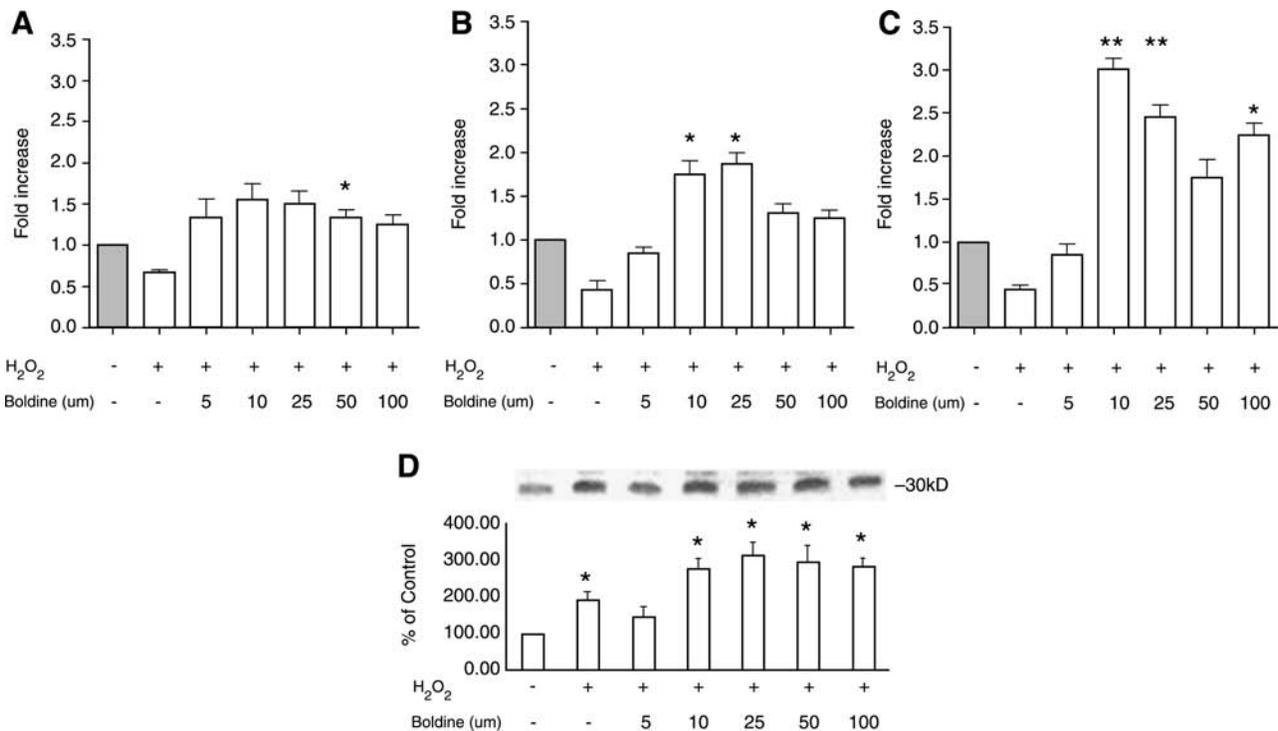 A
Fold increase
3.5
3.0
2.5
2.0
1.5
1.0
0.5
0.0
*
H2O2 - + + + + + +
Boldine (um) - - 5 10 25 50 100
B
Fold increase
3.5
3.0
2.5
2.0
1.5
1.0
0.5
0.0
* *
H2O2 - + + + + + +
Boldine (um) - - 5 10 25 50 100
C
Fold increase
3.5
3.0
2.5
2.0
1.5
1.0
0.5
0.0
** ** *
H2O2 - + + + + + +
Boldine (um) - - 5 10 25 50 100
D
–30kD
% of Control
400.00
300.00
200.00
100.00
0.00
* * * * *
H2O2 - + + + + + +
Boldine (um) - - 5 10 25 50 100